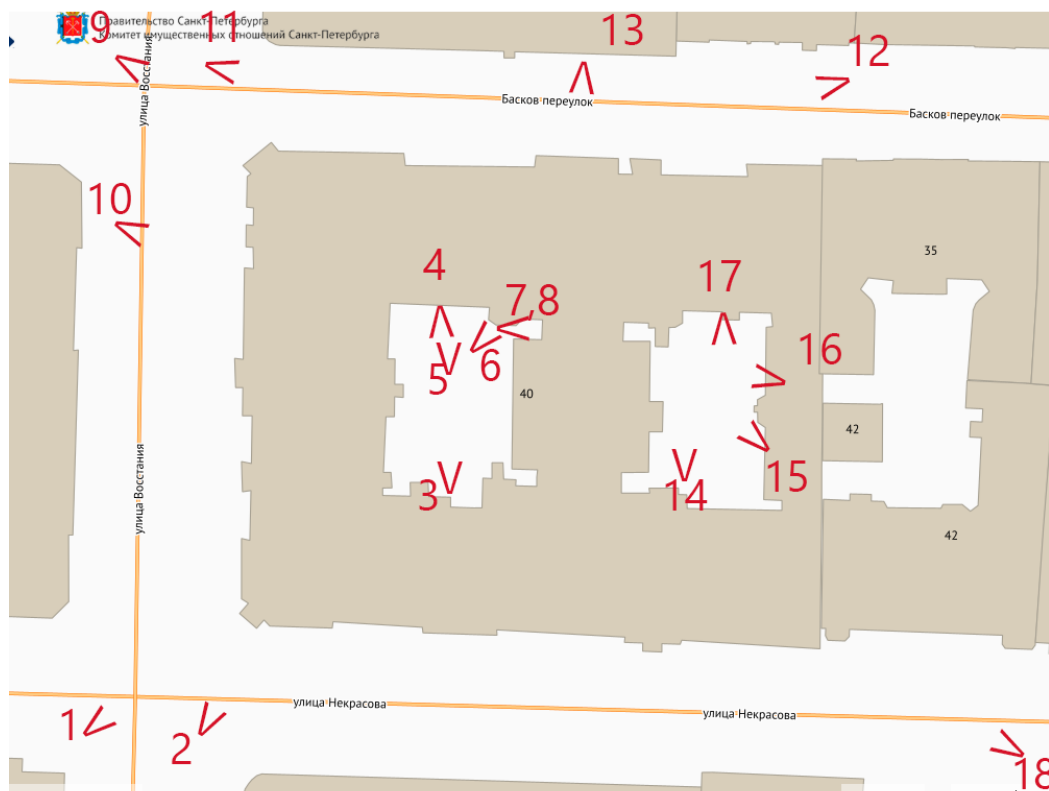 Правительство Санкт-Петербурга
Комитет имущественных отношений Санкт-Петербурга
9
11
13
12
улица Восстания
Басков переулок
Басков переулок
10
35
4
7,8
17
5
6
16
40
42
улица Восстания
3
14
15
42
1
2
улица Некрасова
улица Некрасова
18